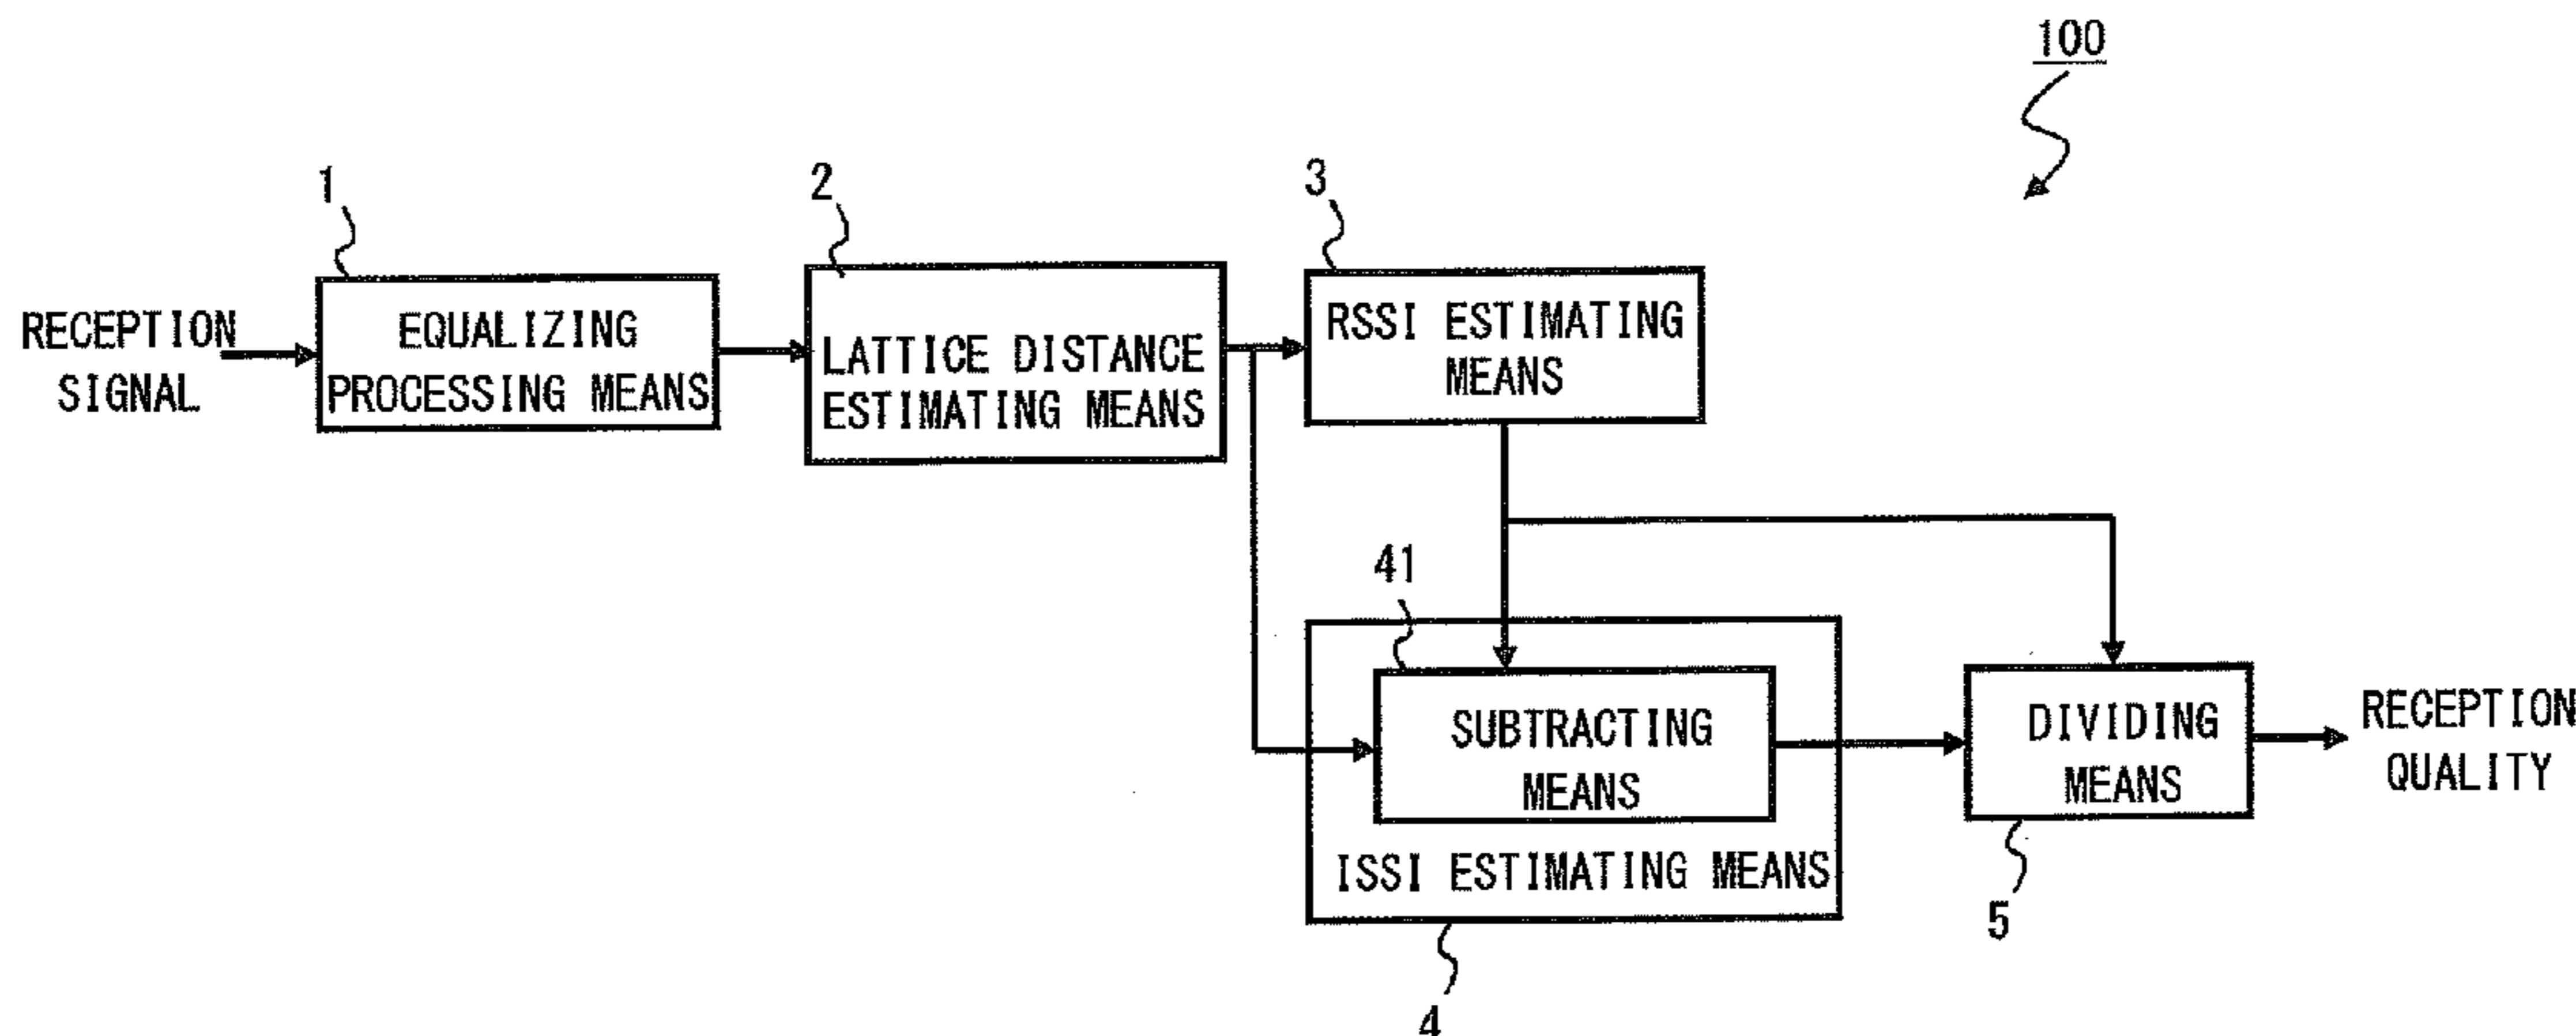 100
1
2
3
RECEPTION
SIGNAL
EQUALIZING
PROCESSING MEANS
LATTICE DISTANCE
ESTIMATING MEANS
RSSI ESTIMATING
MEANS
41
SUBTRACTING
MEANS
ISSI ESTIMATING MEANS
4
DIVIDING
MEANS
5
RECEPTION
QUALITY